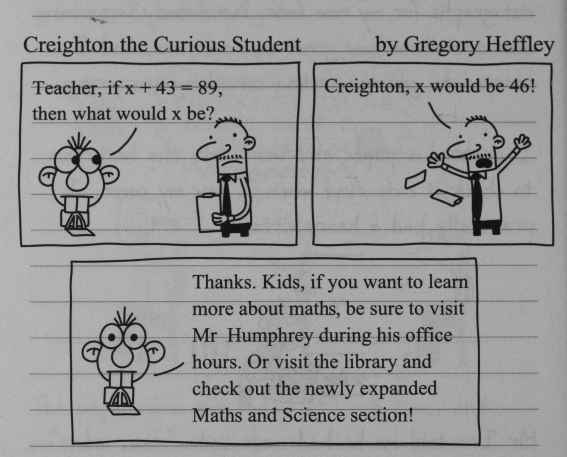 Creighton the Curious Student
by Gregory Heffley
Teacher, if x + 43 = 89,
then what would x be?
Creighton, x would be 46!
Thanks. Kids, if you want to learn
more about maths, be sure to visit
Mr Humphrey during his office
hours. Or visit the library and
check out the newly expanded
Maths and Science section!